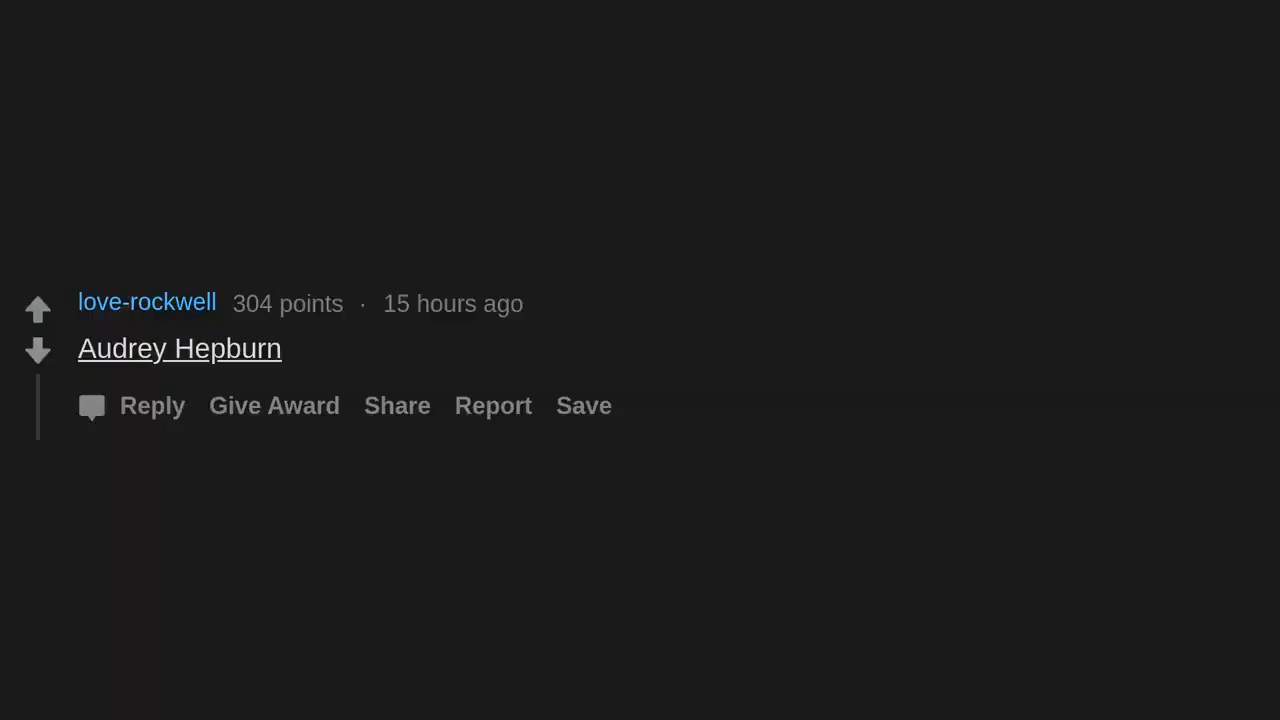 love-rockwell 304 points · 15 hours ago
Audrey Hepburn
Reply Give Award Share Report Save